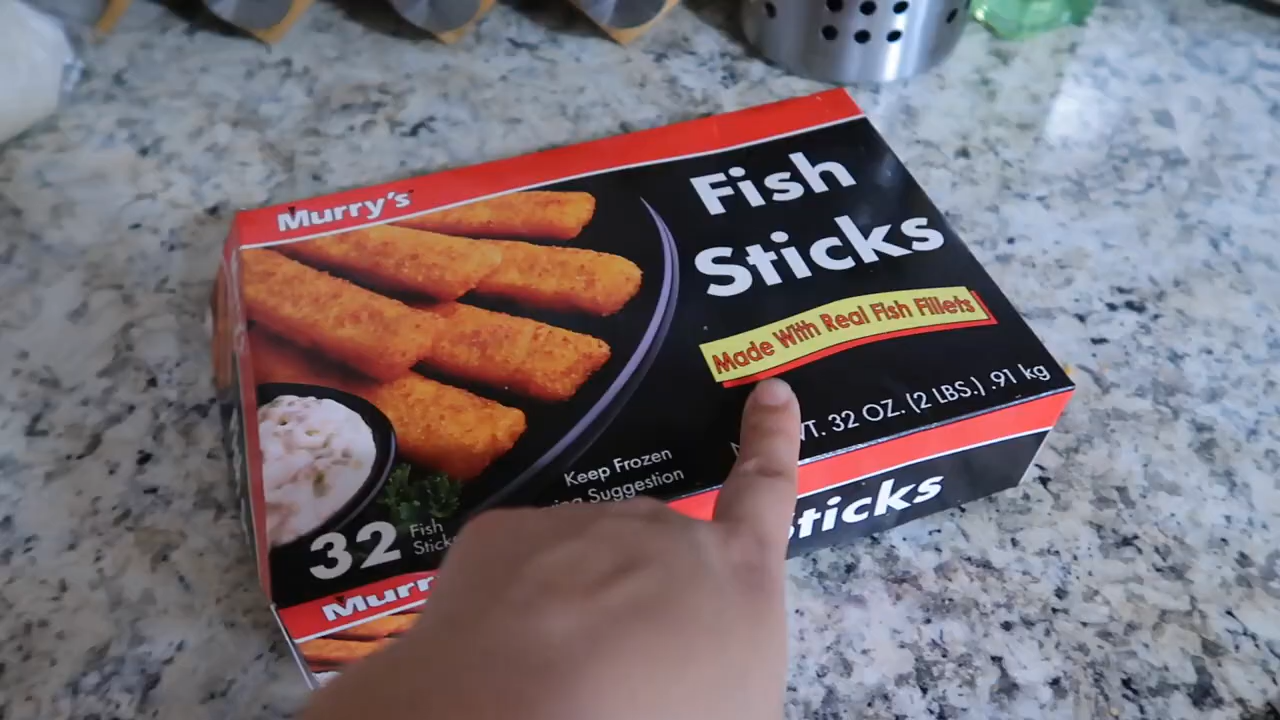 Murry's
Fish
Sticks
Made With Real Fish Fillets
WT. 32 OZ. (2 LBS.) .91 kg
Keep Frozen
Suggestion
32 Fish
Sticks
Murry